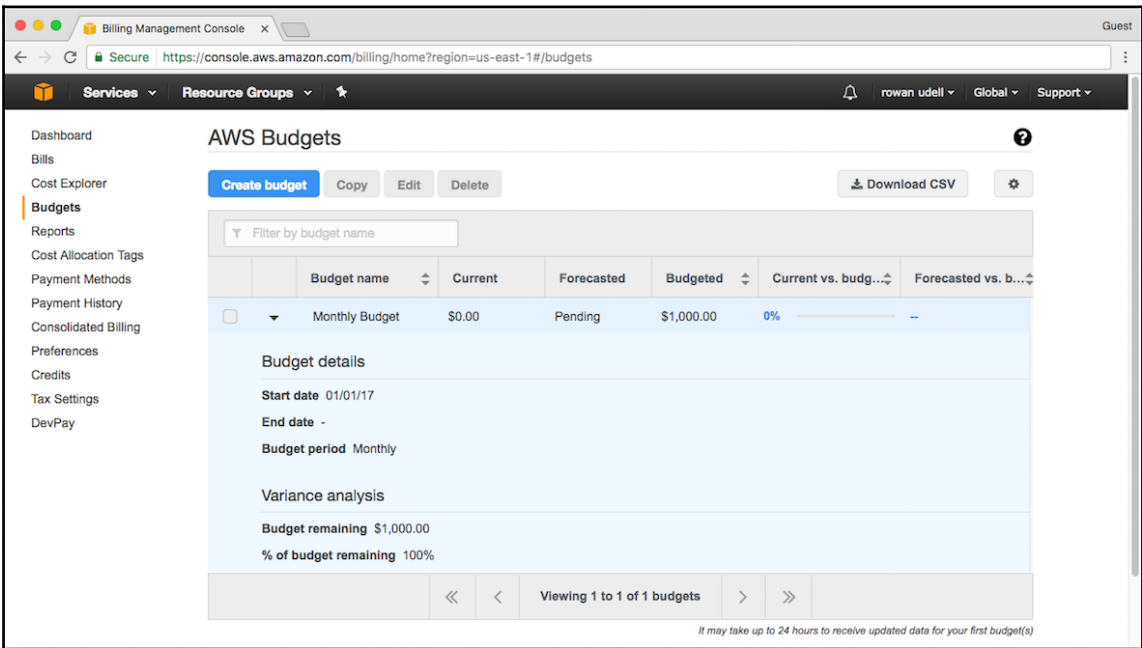 Billing Management Console
Guest
Secure https://console.aws.amazon.com/billing/home?region=us-east-1#/budgets
Services Resource Groups rowan udell Global Support
Dashboard
Bills
Cost Explorer
Budgets
Reports
Cost Allocation Tags
Payment Methods
Payment History
Consolidated Billing
Preferences
Credits
Tax Settings
DevPay
AWS Budgets
Create budget Copy Edit Delete Download CSV
Filter by budget name
Budget name Current Forecasted Budgeted Current vs. budg... Forecasted vs. b...
Monthly Budget $0.00 Pending $1,000.00 0% --
Budget details
Start date 01/01/17
End date -
Budget period Monthly
Variance analysis
Budget remaining $1,000.00
% of budget remaining 100%
Viewing 1 to 1 of 1 budgets
It may take up to 24 hours to receive updated data for your first budget(s)